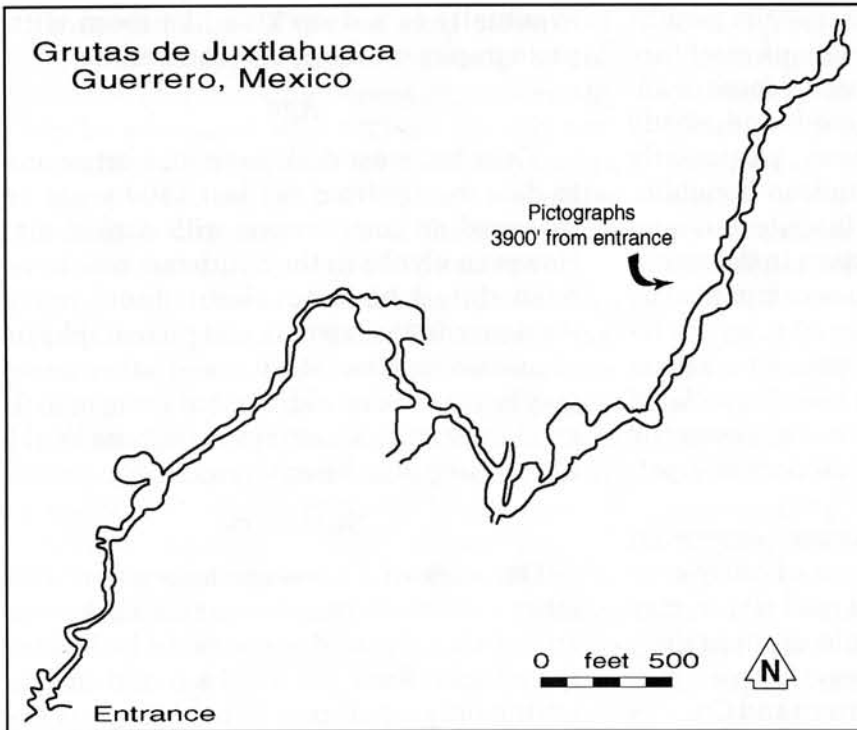 Grutas de Juxtlahuaca
Guerrero, Mexico
Pictographs
3900' from entrance
0 feet 500
N
Entrance